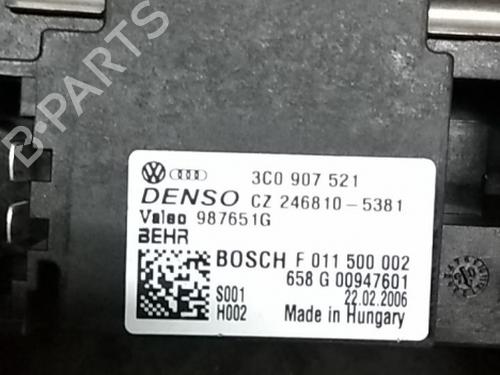 B-PARTS
3C0 907 521
DENSO CZ 246810-5381
Valeo 987651G
BEHR
BOSCH F 011 500 002
658 G 00947601
S001 22.02.2006
H002 Made in Hungary